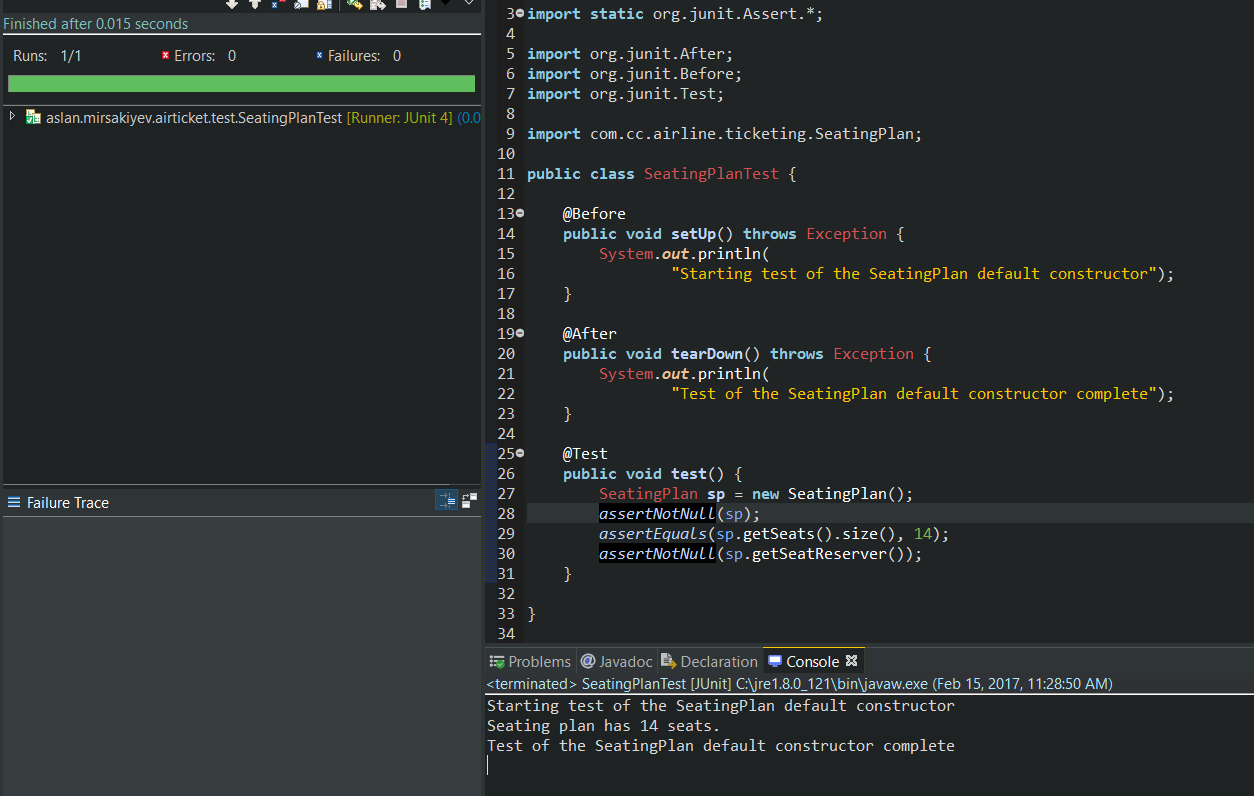 Finished after 0.015 seconds
Runs: 1/1 Errors: 0 Failures: 0
aslan.mirsakiyev.airticket.test.SeatingPlanTest [Runner: JUnit 4] (0.0
Failure Trace
3 import static org.junit.Assert.*;
4
5 import org.junit.After;
6 import org.junit.Before;
7 import org.junit.Test;
8
9 import com.cc.airline.ticketing.SeatingPlan;
10
11 public class SeatingPlanTest {
12
13 @Before
14 public void setUp() throws Exception {
15 System.out.println(
16 "Starting test of the SeatingPlan default constructor");
17 }
18
19 @After
20 public void tearDown() throws Exception {
21 System.out.println(
22 "Test of the SeatingPlan default constructor complete");
23 }
24
25 @Test
26 public void test() {
27 SeatingPlan sp = new SeatingPlan();
28 assertNotNull(sp);
29 assertEquals(sp.getSeats().size(), 14);
30 assertNotNull(sp.getSeatReserver());
31 }
32
33 }
34
Problems @ Javadoc Declaration Console
<terminated> SeatingPlanTest [JUnit] C:\jre1.8.0_121\bin\javaw.exe (Feb 15, 2017, 11:28:50 AM)
Starting test of the SeatingPlan default constructor
Seating plan has 14 seats.
Test of the SeatingPlan default constructor complete